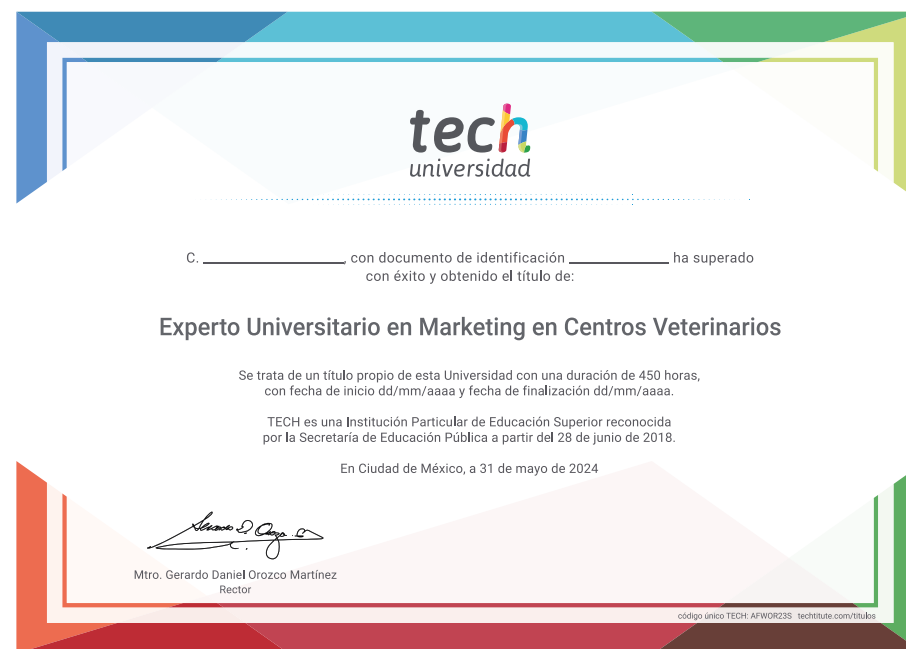 tech
universidad
C. ____________, con documento de identificación ____________ ha superado
con éxito y obtenido el título de:
Experto Universitario en Marketing en Centros Veterinarios
Se trata de un título propio de esta Universidad con una duración de 450 horas,
con fecha de inicio dd/mm/aaaa y fecha de finalización dd/mm/aaaa.
TECH es una Institución Particular de Educación Superior reconocida
por la Secretaría de Educación Pública a partir del 28 de junio de 2018.
En Ciudad de México, a 31 de mayo de 2024
Mtro. Gerardo Daniel Orozco Martínez
Rector
código único TECH: AFWOR23S techtitute.com/titulos